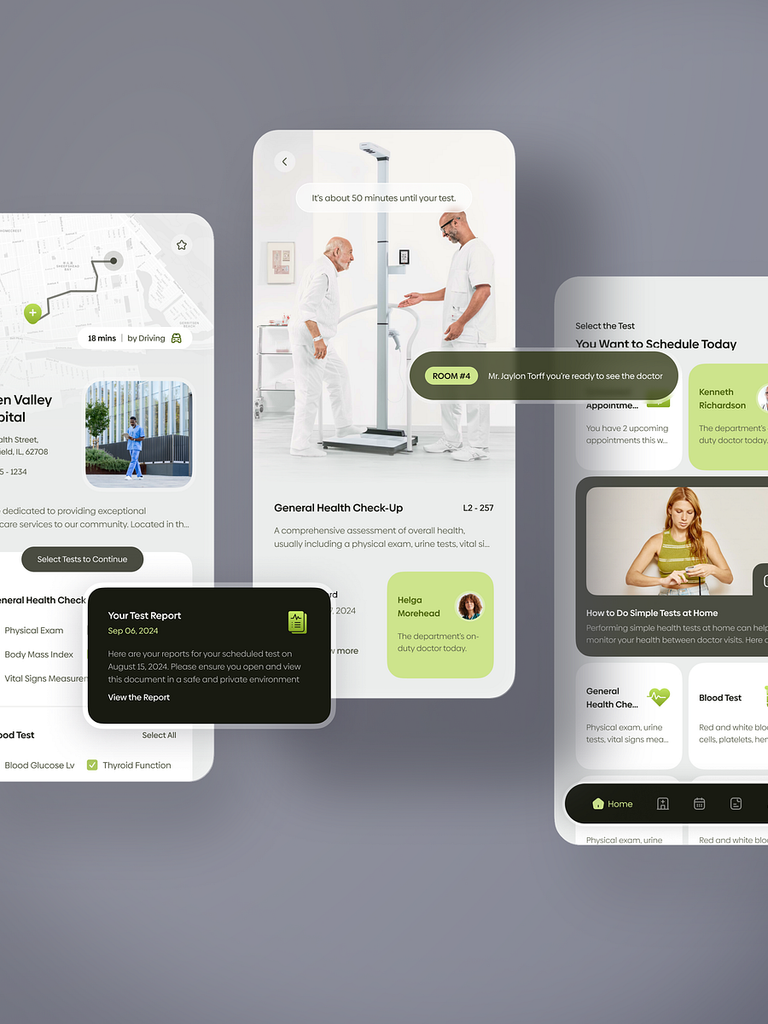 18 mins | by Driving
en Valley
pital
alth Street,
field, IL, 62708
5 - 1234
dedicated to providing exceptional
care services to our community. Located in th...
Select Tests to Continue
eneral Health Check
Physical Exam
Body Mass Index
Vital Signs Measurem
ood Test
Select All
Blood Glucose Lv
Thyroid Function
Your Test Report
Sep 06, 2024
Here are your reports for your scheduled test on
August 15, 2024. Please ensure you open and view
this document in a safe and private environment
View the Report
It's about 50 minutes until your test.
General Health Check-Up
L2 - 257
A comprehensive assessment of overall health,
usually including a physical exam, urine tests, vital si...
rd
7. 2024
w more
Helga
Morehead
The department's on-
duty doctor today.
ROOM #4
Mr. Jaylon Torff you're ready to see the doctor
Select the Test
You Want to Schedule Today
Appointme...
You have 2 upcoming
appointments this w...
Kenneth
Richardson
The department's
duty doctor today.
How to Do Simple Tests at Home
Performing simple health tests at home can help
monitor your health between doctor visits. Here
General
Health Che...
Physical exam, urine
tests, vital signs mea...
Blood Test
Red and white bloo
cells, platelets, hem
Home
Physical exam, urine
Red and white bloo